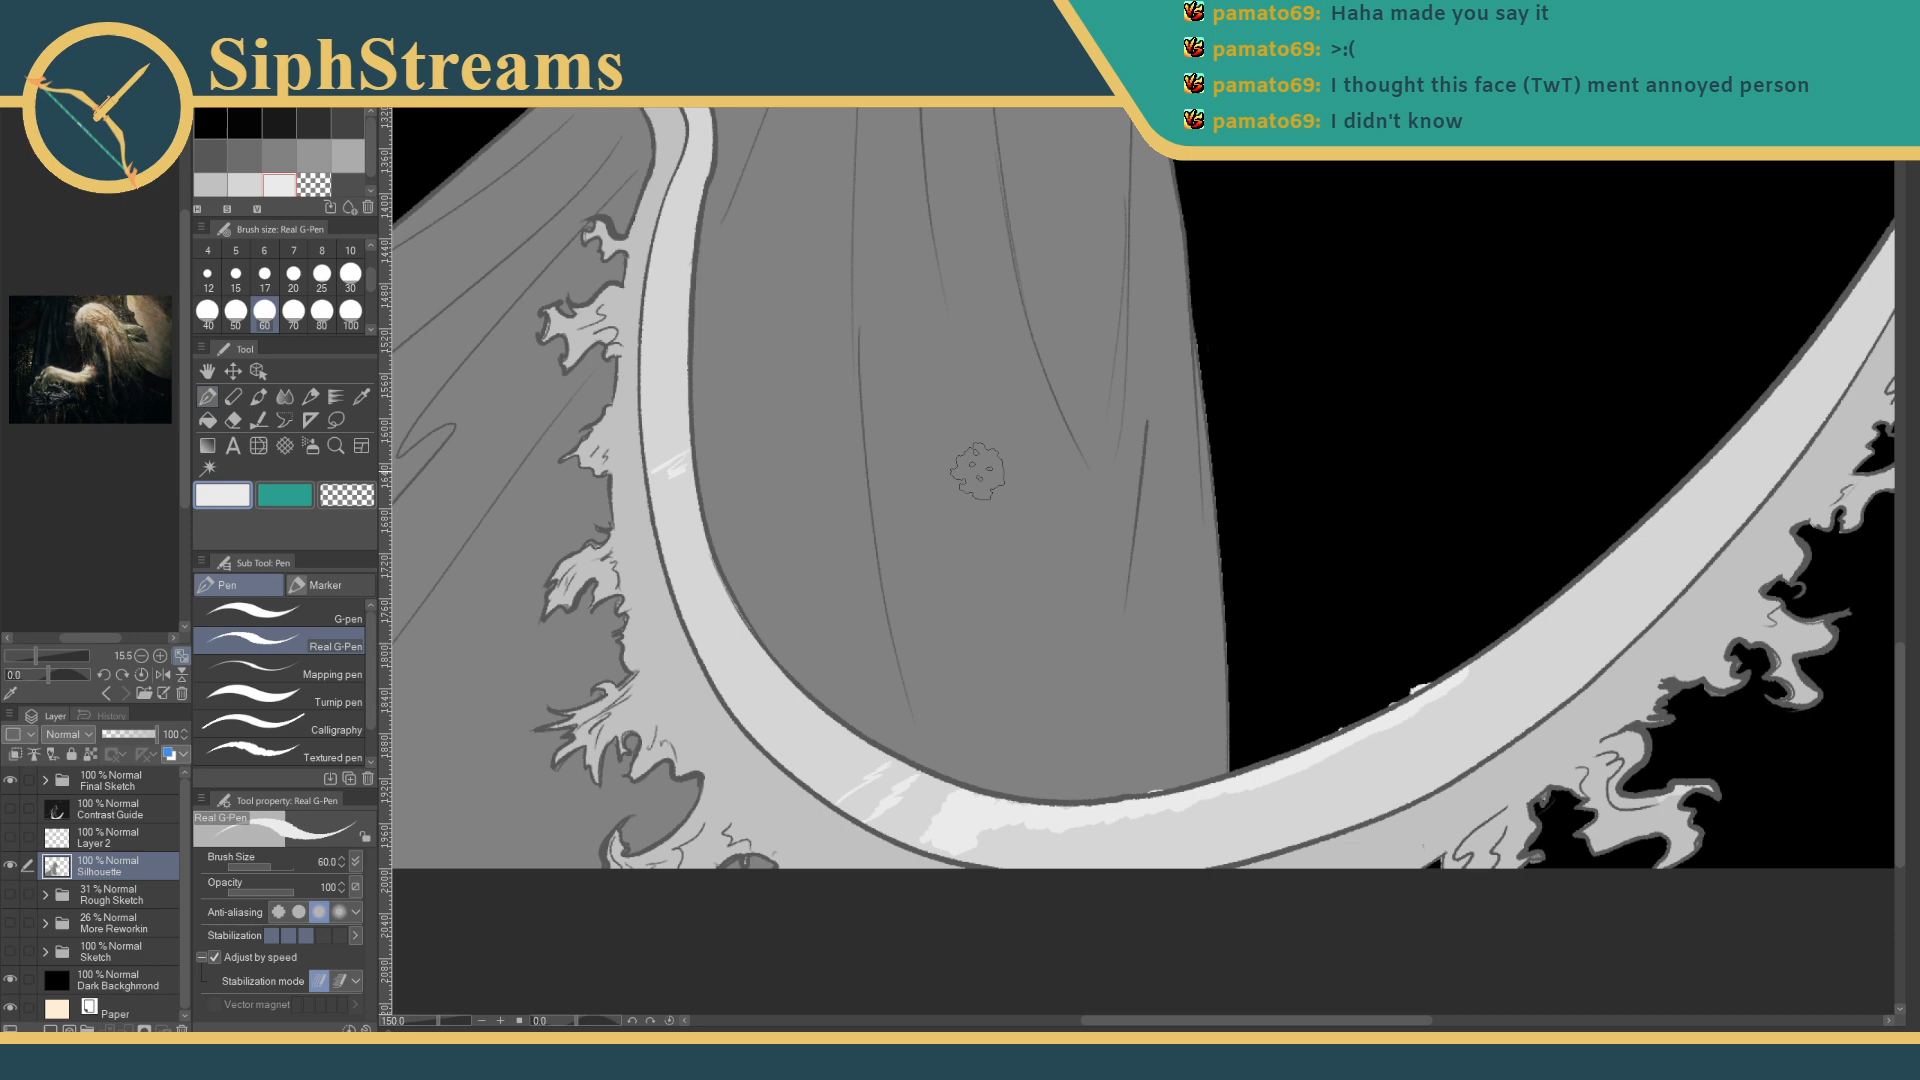 SiphStreams
pamato69: Haha made you say it
pamato69: >:(
pamato69: I thought this face (TwT) ment annoyed person
pamato69: I didn't know
H S V
Brush size: Real G-Pen
4 5 6 7 8 10
12 15 17 20 25 30
40 50 60 70 80 100
Tool
Sub Tool: Pen
Pen Marker
G-pen
Real G-Pen
Mapping pen
Turnip pen
Calligraphy
Textured pen
Tool property: Real G-Pen
Real G-Pen
Brush Size 60.0
Opacity 100
Anti-aliasing
Stabilization
Adjust by speed
Stabilization mode
Vector magnet
15.5
0.0
Layer History
Normal 100
100 % Normal
Final Sketch
100 % Normal
Contrast Guide
100 % Normal
Layer 2
100 % Normal
Silhouette
31 % Normal
Rough Sketch
26 % Normal
More Reworkin
100 % Normal
Sketch
100 % Normal
Dark Background
Paper
150.0 0.0